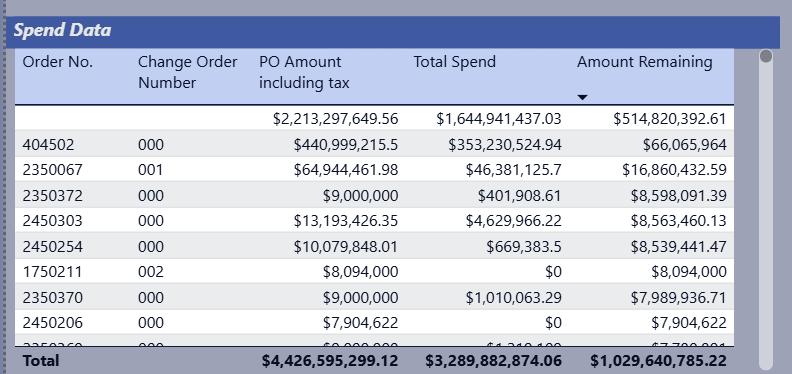 Spend Data
Order No. Change Order Number PO Amount including tax Total Spend Amount Remaining
$2,213,297,649.56 $1,644,941,437.03 $514,820,392.61
404502 000 $440,999,215.5 $353,230,524.94 $66,065,964
2350067 001 $64,944,461.98 $46,381,125.7 $16,860,432.59
2350372 000 $9,000,000 $401,908.61 $8,598,091.39
2450303 000 $13,193,426.35 $4,629,966.22 $8,563,460.13
2450254 000 $10,079,848.01 $669,383.5 $8,539,441.47
1750211 002 $8,094,000 $0 $8,094,000
2350370 000 $9,000,000 $1,010,063.29 $7,989,936.71
2450206 000 $7,904,622 $0 $7,904,622
Total $4,426,595,299.12 $3,289,882,874.06 $1,029,640,785.22